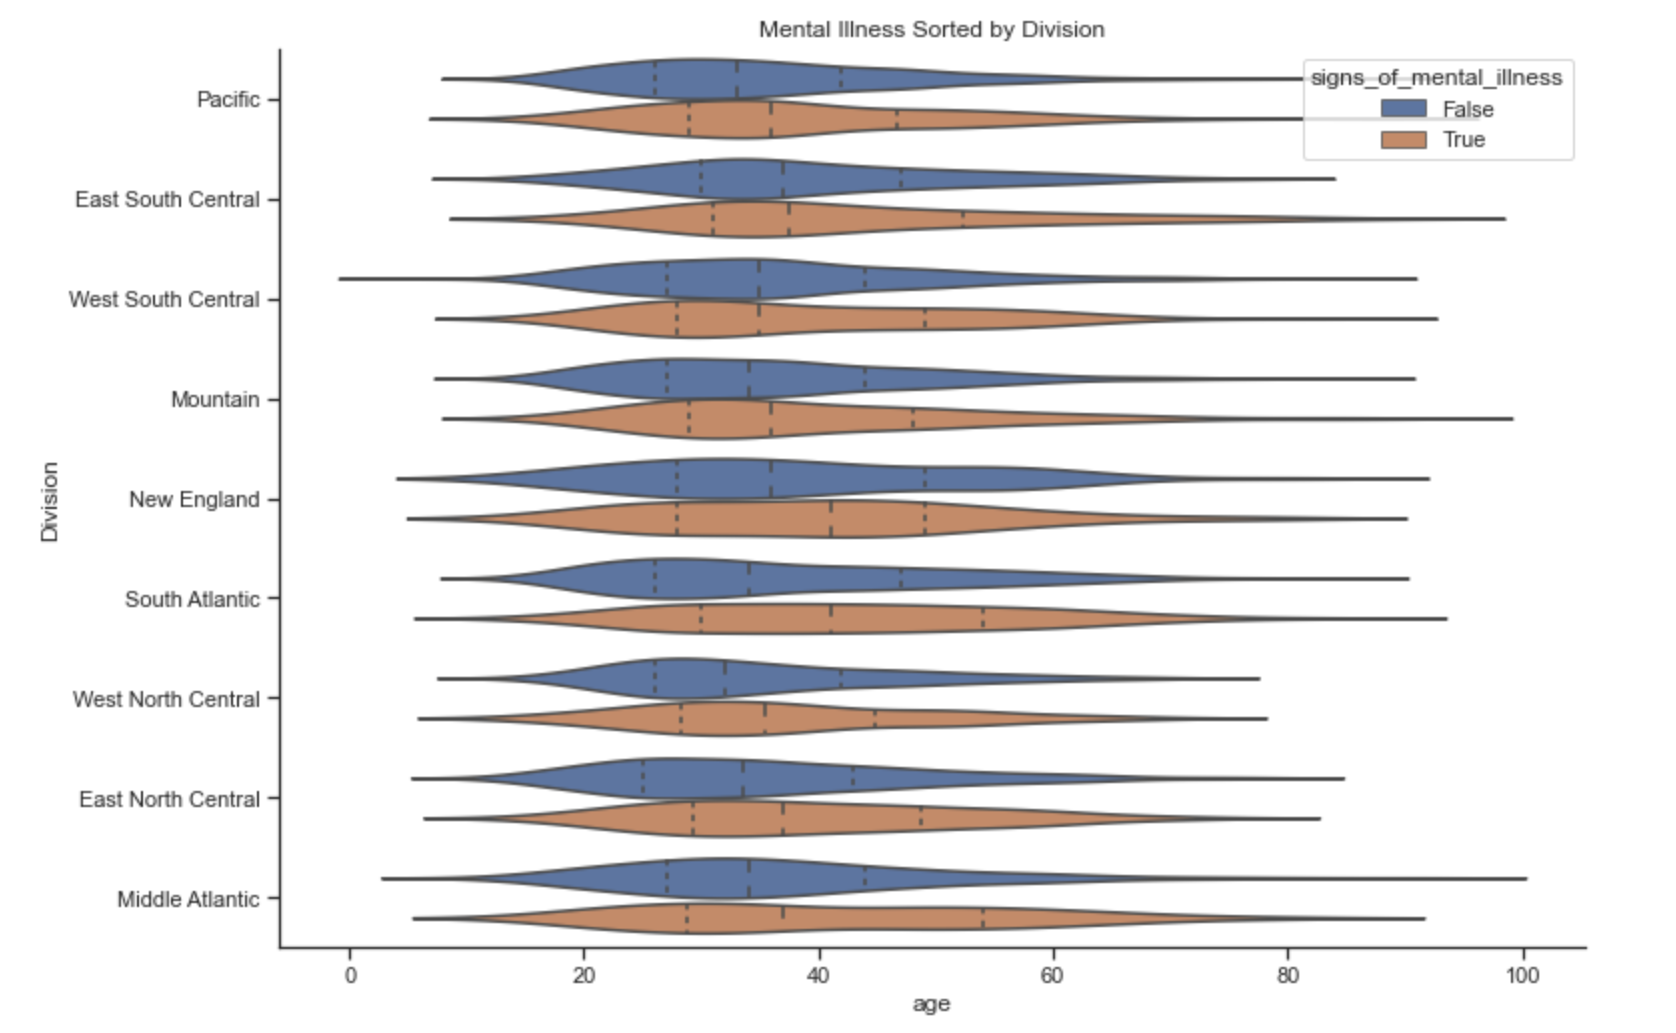 Mental Illness Sorted by Division
signs_of_mental_illness
False
True
Pacific
East South Central
West South Central
Mountain
New England
South Atlantic
West North Central
East North Central
Middle Atlantic
Division
0 20 40 60 80 100
age